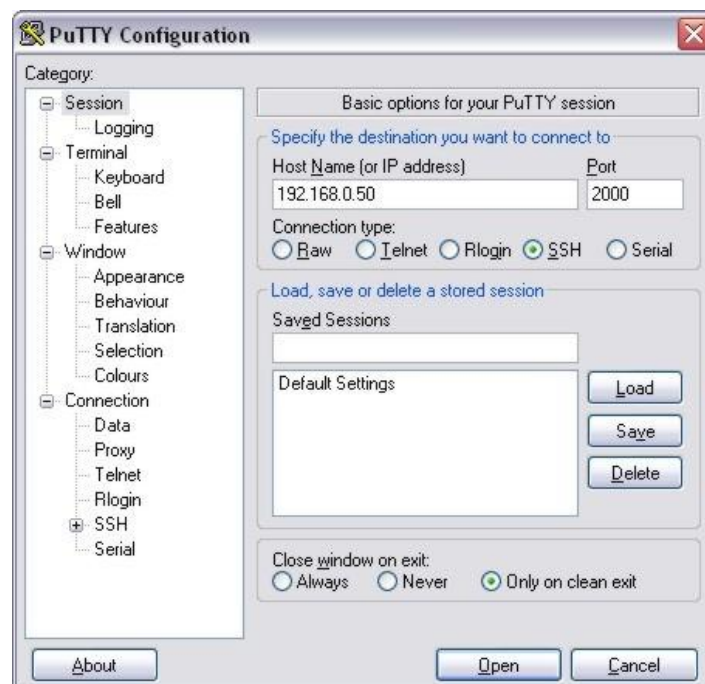 PuTTY Configuration
Category:
Session
Logging
Terminal
Keyboard
Bell
Features
Window
Appearance
Behaviour
Translation
Selection
Colours
Connection
Data
Proxy
Telnet
Rlogin
SSH
Serial
Basic options for your PuTTY session
Specify the destination you want to connect to
Host Name (or IP address) Port
192.168.0.50 2000
Connection type:
Raw Telnet Rlogin SSH Serial
Load, save or delete a stored session
Saved Sessions
Default Settings
Load
Save
Delete
Close window on exit:
Always Never Only on clean exit
About Open Cancel